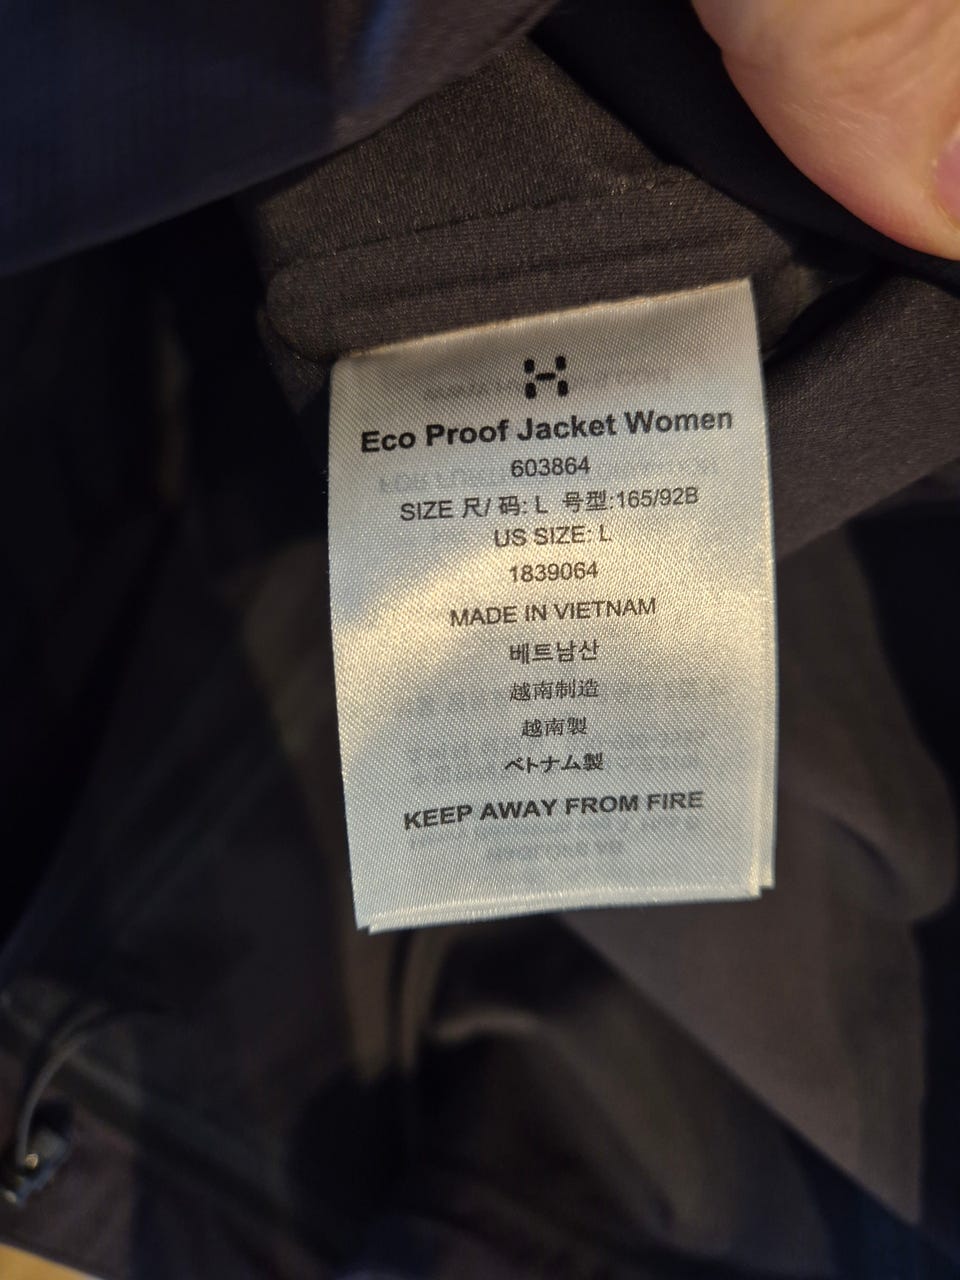 Eco Proof Jacket Women
603864
SIZE 尺/ 码: L 号型:165/92B
US SIZE: L
1839064
MADE IN VIETNAM
베트남산
越南制造
越南製
ベトナム製
KEEP AWAY FROM FIRE